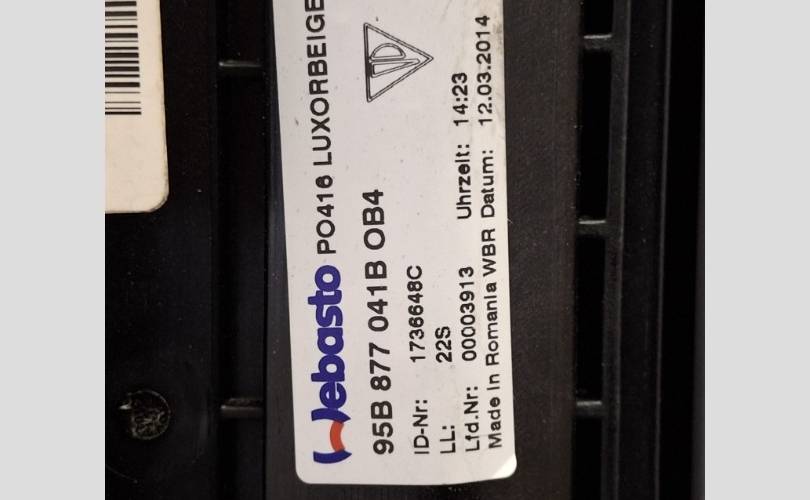 Webasto PO416 LUXORBEIGE
95B 877 041B OB4
ID-Nr: 1736648C
LL: 22S
Lfd.Nr: 00003913 Uhrzeit: 14:23
Made in Romania WBR Datum: 12.03.2014